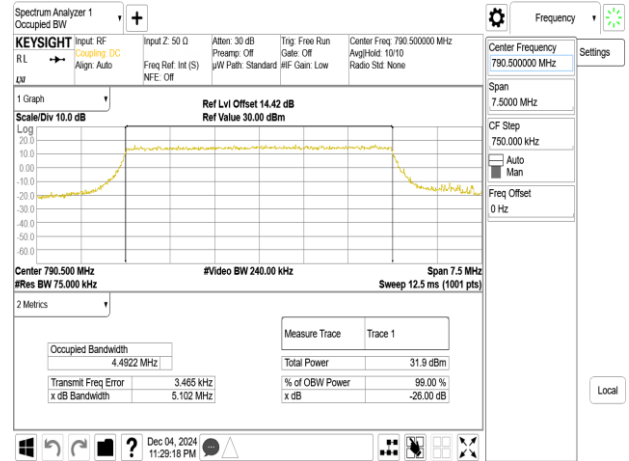 Spectrum Analyzer 1
Occupied BW
Frequency
KEYSIGHT
RL
LXI
Input: RF
Coupling: DC
Align: Auto
Input Z: 50 Ω
Freq Ref: Int (S)
NFE: Off
Atten: 30 dB
Preamp: Off
µW Path: Standard
Trig: Free Run
Gate: Off
#IF Gain: Low
Center Freq: 790.500000 MHz
Avg|Hold: 10/10
Radio Std: None
Center Frequency
790.500000 MHz
Settings
Span
7.5000 MHz
CF Step
750.000 kHz
Auto
Man
Freq Offset
0 Hz
1 Graph
Scale/Div 10.0 dB
Ref Lvl Offset 14.42 dB
Ref Value 30.00 dBm
Log
20.0
10.0
0.00
-10.0
-20.0
-30.0
-40.0
-50.0
-60.0
Center 790.500 MHz
#Video BW 240.00 kHz
Span 7.5 MHz
#Res BW 75.000 kHz
Sweep 12.5 ms (1001 pts)
2 Metrics
Measure Trace
Trace 1
Occupied Bandwidth
4.4922 MHz
Total Power
31.9 dBm
Transmit Freq Error
3.465 kHz
% of OBW Power
99.00 %
x dB Bandwidth
5.102 MHz
x dB
-26.00 dB
Local
?
Dec 04, 2024
11:29:18 PM